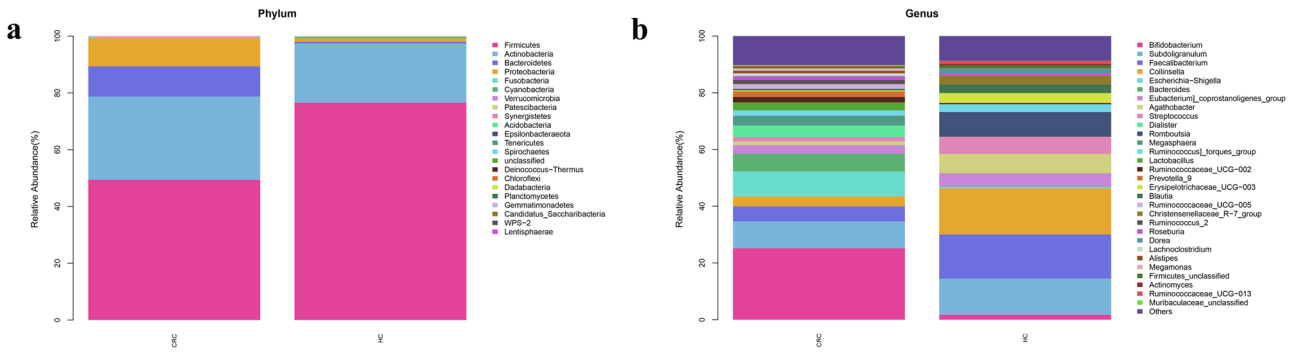 a
Phylum
Relative Abundance(%)
100
80
60
40
20
0
CRC
HC
Firmicutes
Actinobacteria
Bacteroidetes
Proteobacteria
Fusobacteria
Cyanobacteria
Verrucomicrobia
Patescibacteria
Synergistetes
Acidobacteria
Epsilonbacteraeota
Tenericutes
Spirochaetes
unclassified
Deinococcus-Thermus
Chloroflexi
Dadabacteria
Planctomycetes
Gemmatimonadetes
Candidatus_Saccharibacteria
WPS-2
Lentisphaerae
b
Genus
Relative Abundance(%)
100
80
60
40
20
0
CRC
HC
Bifidobacterium
Subdoligranulum
Faecalibacterium
Collinsella
Escherichia-Shigella
Bacteroides
Eubacterium]_coprostanoligenes_group
Agathobacter
Streptococcus
Dialister
Romboutsia
Megasphaera
Ruminococcus]_torques_group
Lactobacillus
Ruminococcaceae_UCG-002
Prevotella_9
Erysipelotrichaceae_UCG-003
Blautia
Ruminococcaceae_UCG-005
Christensenellaceae_R-7_group
Ruminococcus_2
Roseburia
Dorea
Lachnoclostridium
Alistipes
Megamonas
Firmicutes_unclassified
Actinomyces
Ruminococcaceae_UCG-013
Muribaculaceae_unclassified
Others